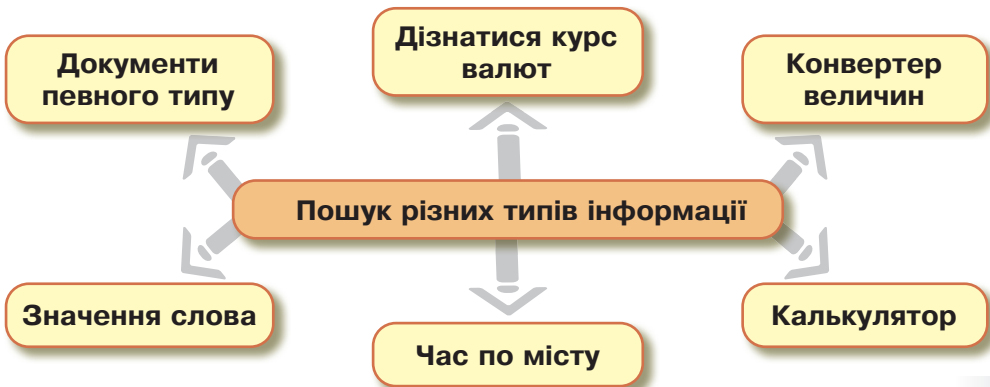 Документи
певного типу
Дізнатися курс
валют
Конвертер
величин
Пошук різних типів інформації
Значення слова
Час по місту
Калькулятор